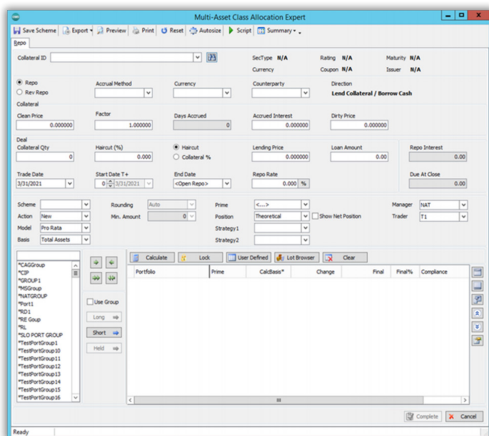 Multi-Asset Class Allocation Expert
Save Scheme Export Preview Print Reset Autosize Script Summary
Repo
Collateral ID SecType N/A Rating N/A Maturity N/A
Currency Coupon N/A Issuer N/A
Repo Accrual Method Currency Counterparty Direction
Rev Repo Lend Collateral / Borrow Cash
Collateral
Clean Price Factor Days Accrued Accrued Interest Dirty Price
0.000000 1.000000 0 0.000000 0.000000
Deal
Collateral Qty Haircut (%) Haircut Lending Price Loan Amount Repo Interest
0 0.000 Collateral % 0.000000 0.00 0.00
Trade Date Start Date T+ End Date Repo Rate Due At Close
3/31/2021 0 3/31/2021 <Open Repo> 0.000 % 0.00
Scheme Rounding Auto Prime <....> Manager NAT
Action New Min. Amount 0 Position Theoretical Show Net Position Trader T1
Model Pro Rata Strategy1
Basis Total Assets Strategy2
Calculate Lock User Defined Lot Browser Clear
Portfolio Prime CalcBasis* Change Final Final% Compliance
*CAGGroup
*CIP
*GROUP1
*MSGroup
*NATGROUP
*Port1
*RD1
*RE Goup
*RL
*SLO PORT GROUP
*TestPortGroup1
*TestPortGroup10
*TestPortGroup11
*TestPortGroup12
*TestPortGroup13
*TestPortGroup14
*TestPortGroup15
*TestPortGroup16
Use Group
Long
Short
Held
Complete Cancel
Ready